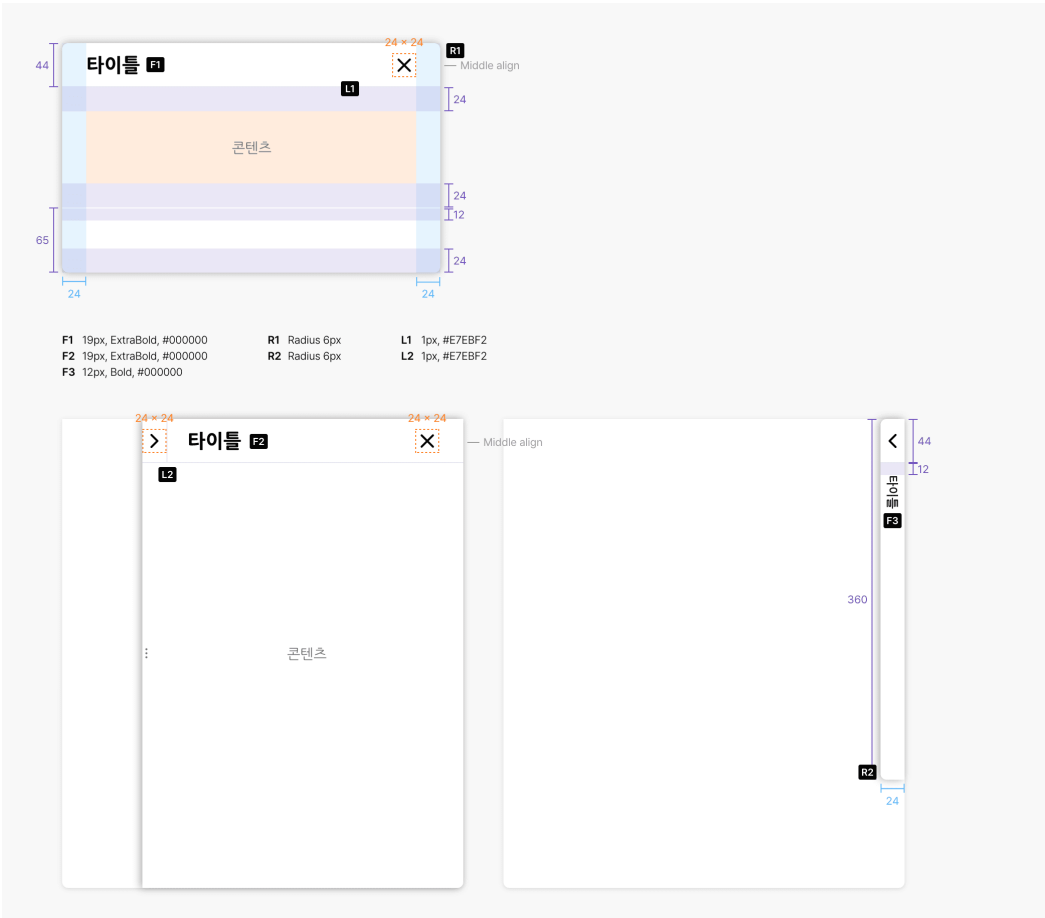 24 × 24
R1
44
타이틀 F1
Middle align
L1
24
콘텐츠
24
12
65
24
24
24
F1 19px, ExtraBold, #000000
R1 Radius 6px
L1 1px, #E7EBF2
F2 19px, ExtraBold, #000000
R2 Radius 6px
L2 1px, #E7EBF2
F3 12px, Bold, #000000
24 × 24
24 × 24
타이틀 F2
Middle align
44
L2
12
타이틀
F3
360
콘텐츠
R2
24